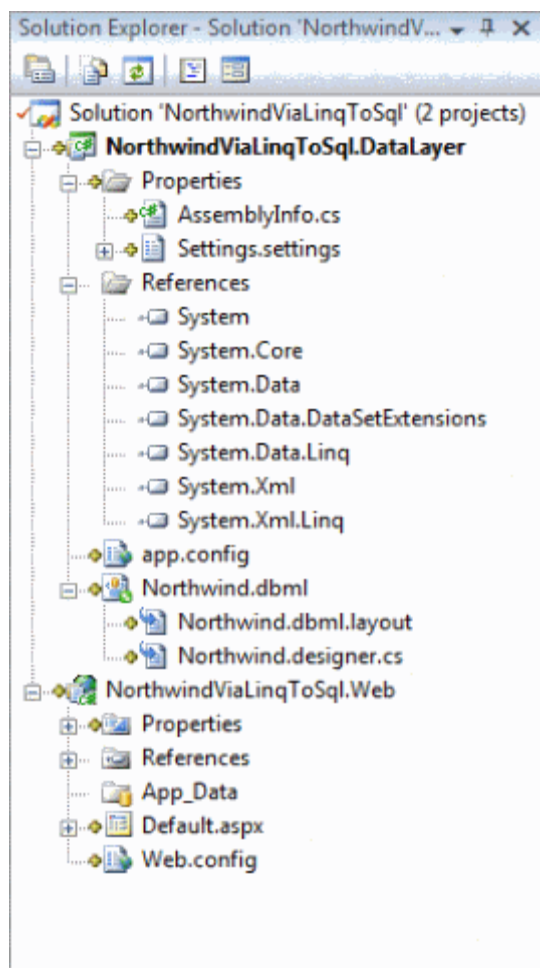 Solution Explorer - Solution 'NorthwindV...
Solution 'NorthwindViaLinqToSql' (2 projects)
NorthwindViaLinqToSql.DataLayer
Properties
AssemblyInfo.cs
Settings.settings
References
System
System.Core
System.Data
System.Data.DataSetExtensions
System.Data.Linq
System.Xml
System.Xml.Linq
app.config
Northwind.dbml
Northwind.dbml.layout
Northwind.designer.cs
NorthwindViaLinqToSql.Web
Properties
References
App_Data
Default.aspx
Web.config